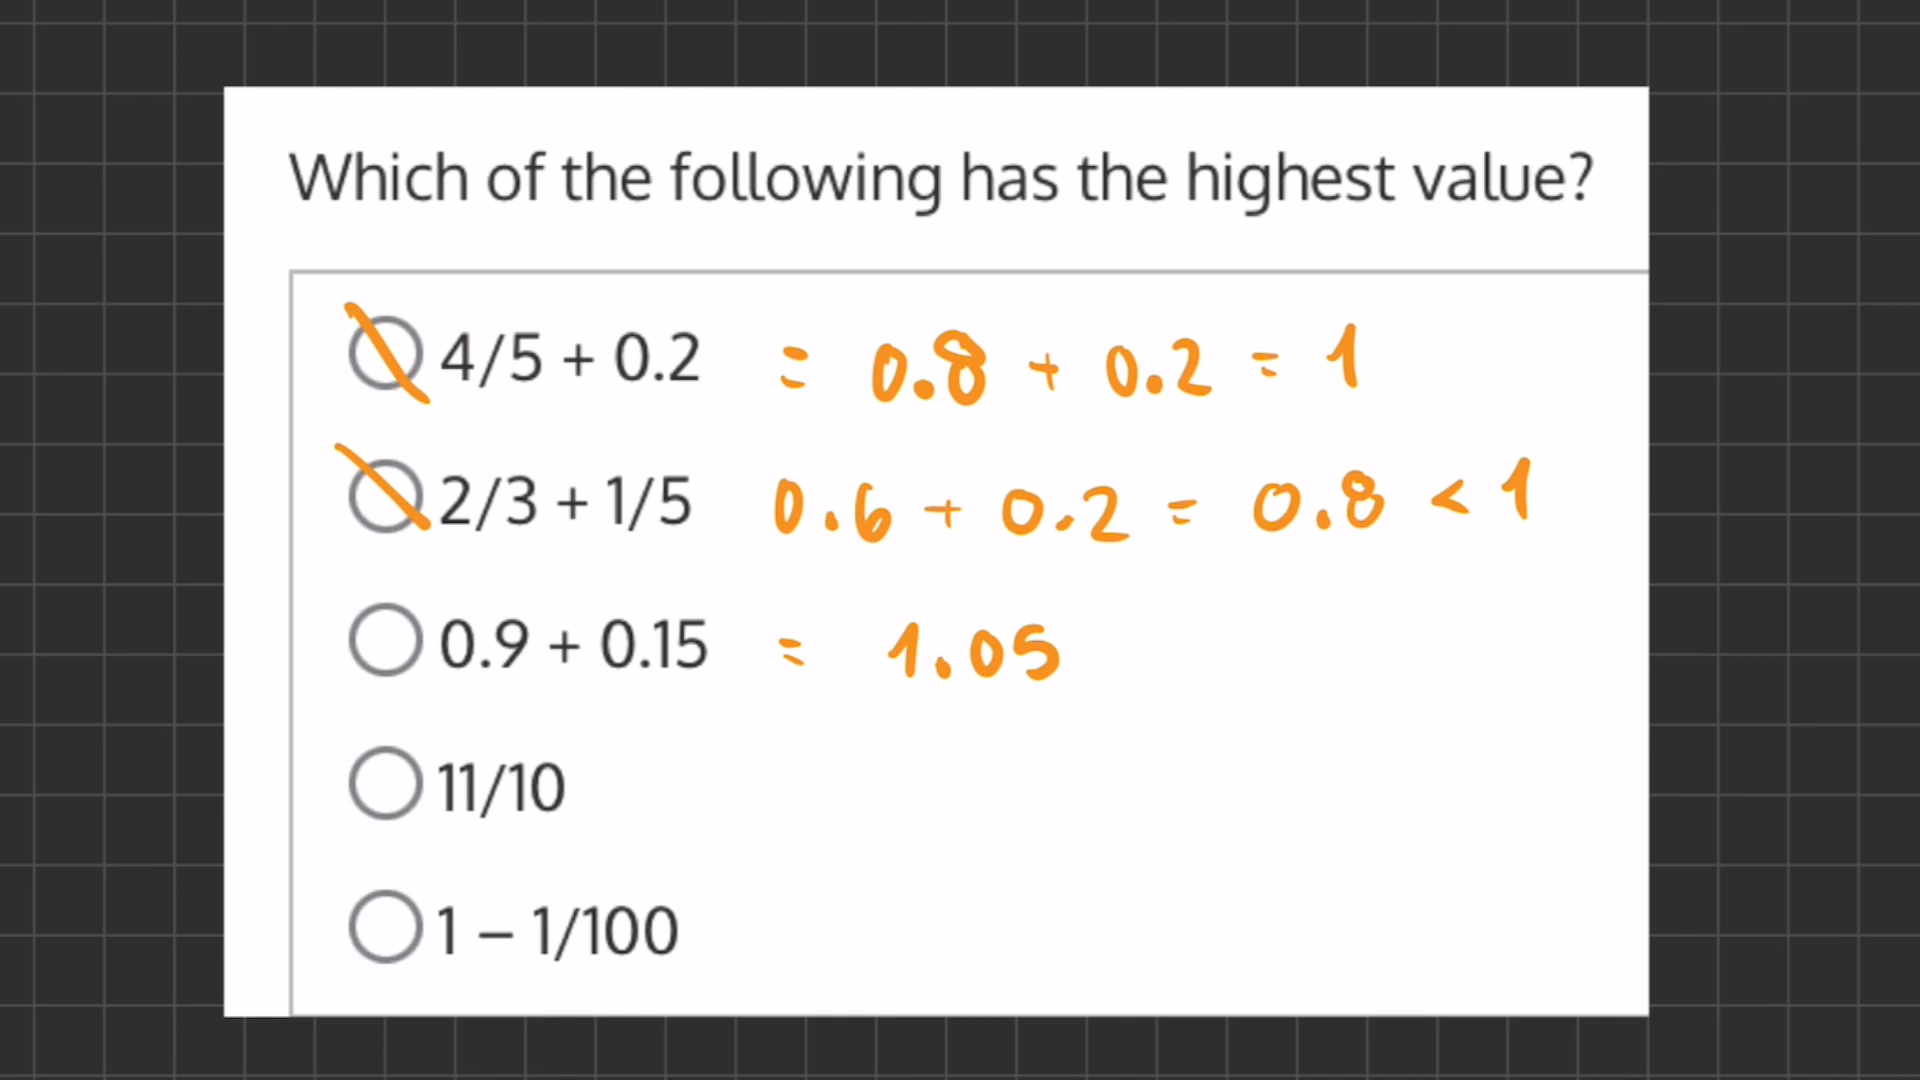 Which of the following has the highest value?
4/5 + 0.2 = 0.8 + 0.2 = 1
2/3 + 1/5 0.6 + 0.2 = 0.8 < 1
0.9 + 0.15 = 1.05
11/10
1 – 1/100